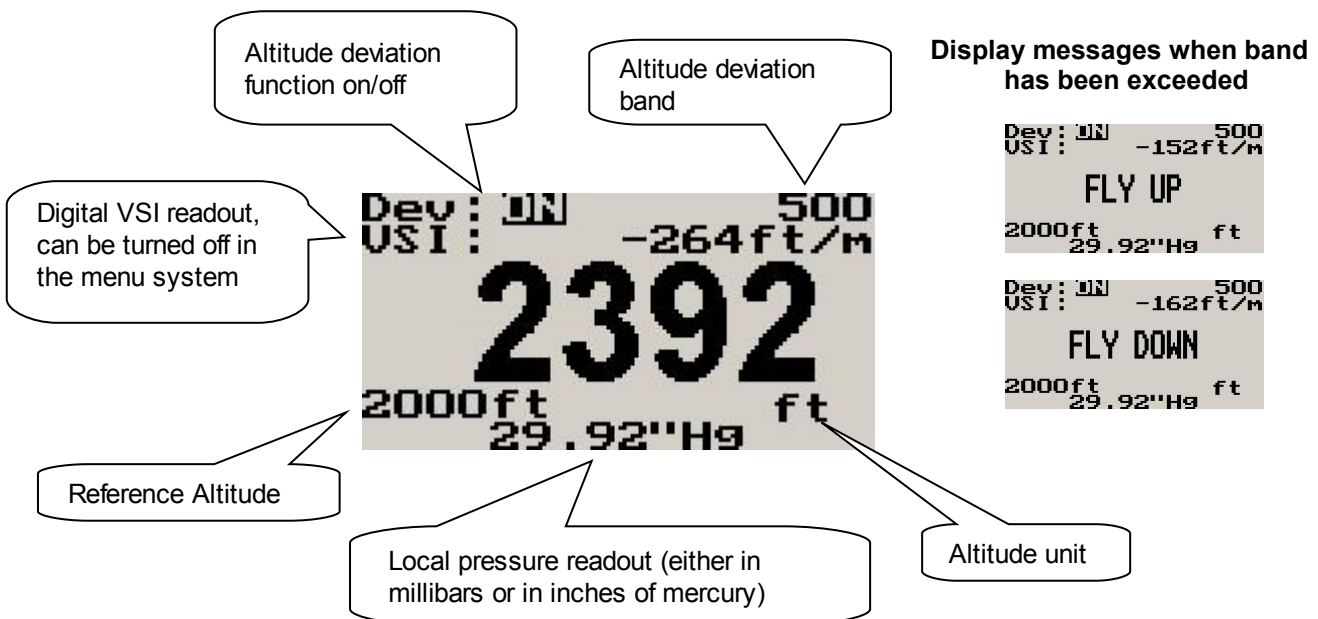 Altitude deviation
function on/off
Altitude deviation
band
Display messages when band
has been exceeded
Digital VSI readout,
can be turned off in
the menu system
Dev: ON 500
VSI: -264ft/m
2392
2000ft ft
29.92"Hg
Dev: ON 500
VSI: -152ft/m
FLY UP
2000ft ft
29.92"Hg
Dev: ON 500
VSI: -162ft/m
FLY DOWN
2000ft ft
29.92"Hg
Reference Altitude
Local pressure readout (either in
millibars or in inches of mercury)
Altitude unit